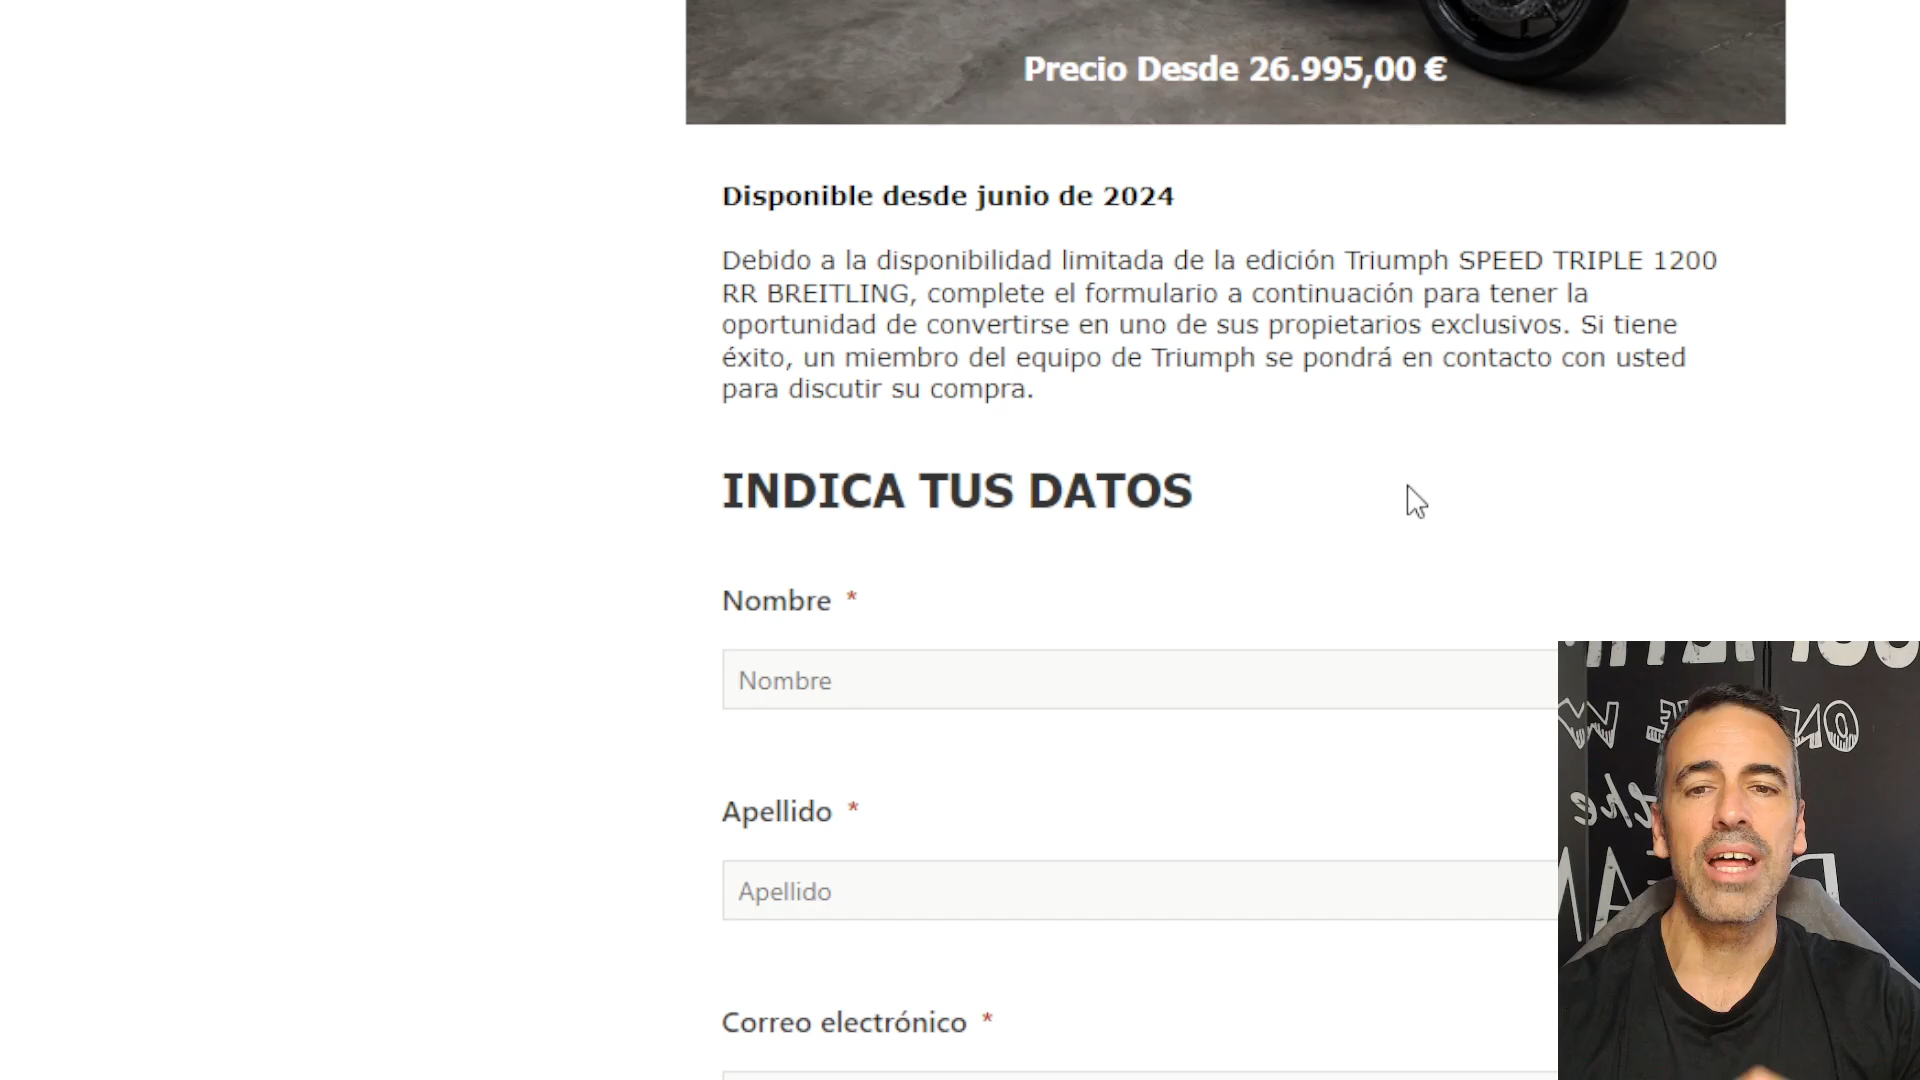 Precio Desde 26.995,00 €
Disponible desde junio de 2024
Debido a la disponibilidad limitada de la edición Triumph SPEED TRIPLE 1200
RR BREITLING, complete el formulario a continuación para tener la
oportunidad de convertirse en uno de sus propietarios exclusivos. Si tiene
éxito, un miembro del equipo de Triumph se pondrá en contacto con usted
para discutir su compra.
INDICA TUS DATOS
Nombre *
Nombre
Apellido *
Apellido
Correo electrónico *
the